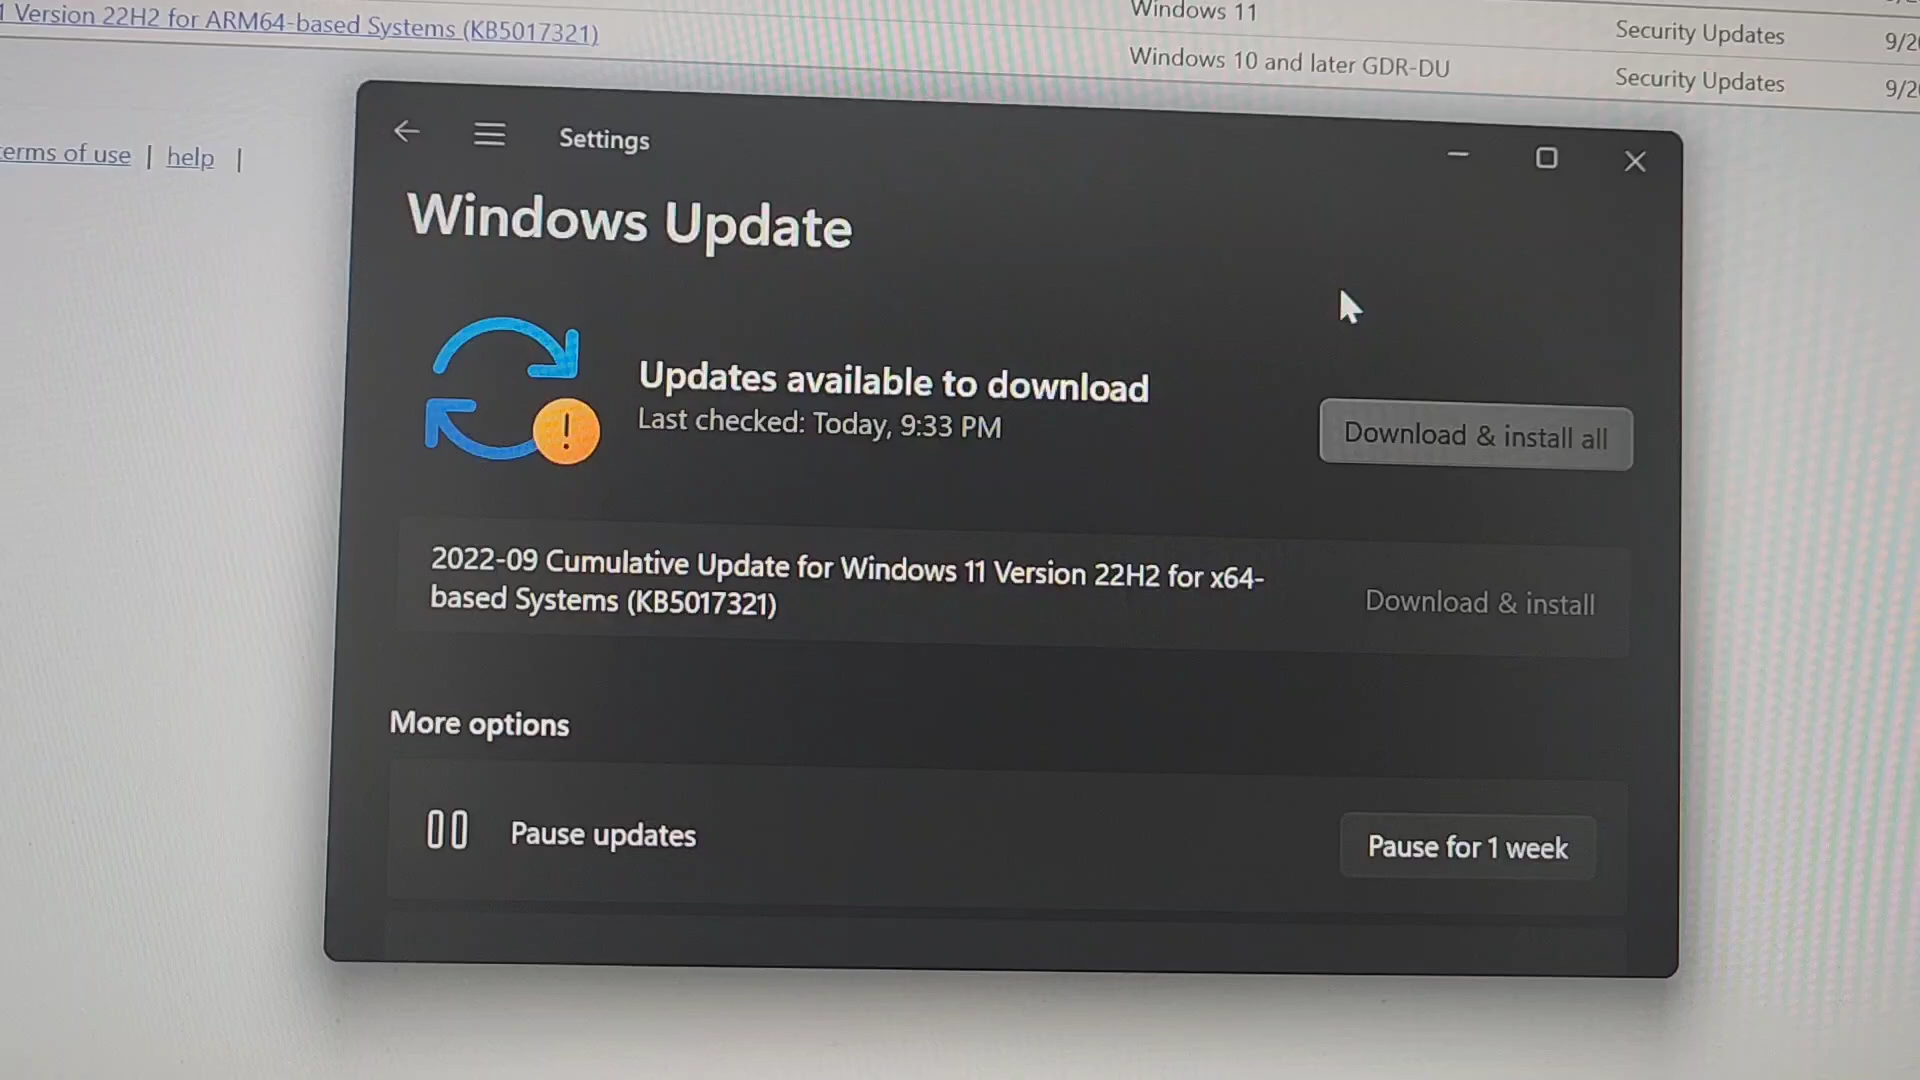 Version 22H2 for ARM64-based Systems (KB5017321)
Windows 11
Security Updates
Windows 10 and later GDR-DU
Security Updates
of use | help |
Settings
Windows Update
Updates available to download
Last checked: Today, 9:33 PM
Download & install all
2022-09 Cumulative Update for Windows 11 Version 22H2 for x64-
based Systems (KB5017321)
Download & install
More options
Pause updates
Pause for 1 week